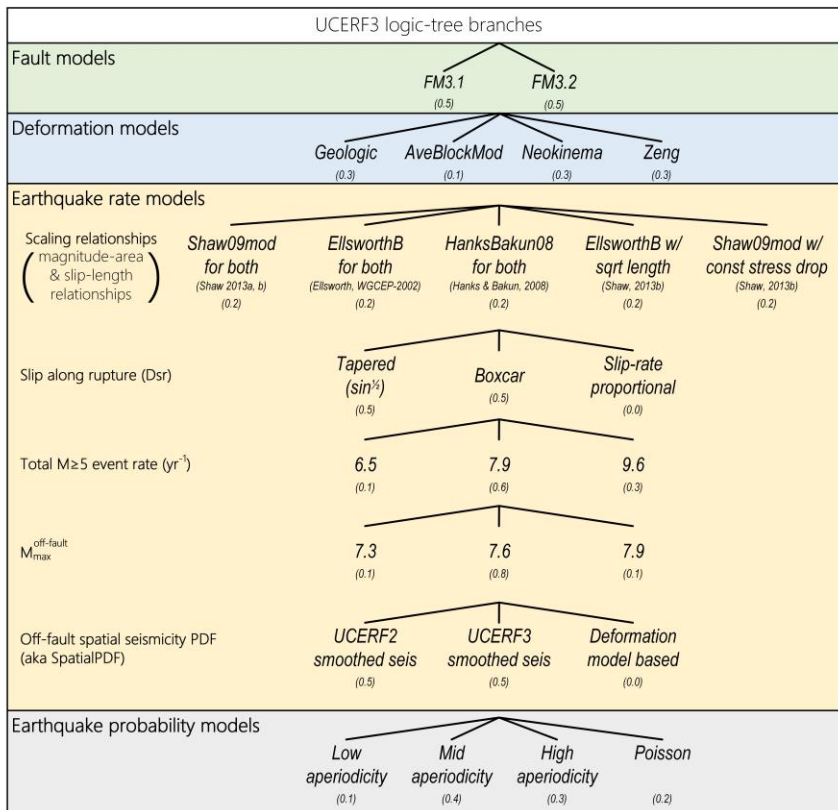 UCERF3 logic-tree branches
Fault models
FM3.1 FM3.2
(0.5) (0.5)
Deformation models
Geologic AveBlockMod Neokinema Zeng
(0.3) (0.1) (0.3) (0.3)
Earthquake rate models
Scaling relationships
(magnitude-area
& slip-length
relationships)
Shaw09mod
for both
(Shaw 2013a, b)
(0.2)
EllsworthB
for both
(Ellsworth, WGCEP-2002)
(0.2)
HanksBakun08
for both
(Hanks & Bakun, 2008)
(0.2)
EllsworthB w/
sqrt length
(Shaw, 2013b)
(0.2)
Shaw09mod w/
const stress drop
(Shaw, 2013b)
(0.2)
Slip along rupture (Dsr)
Tapered
(sin½)
(0.5)
Boxcar
(0.5)
Slip-rate
proportional
(0.0)
Total M≥5 event rate (yr⁻¹)
6.5 7.9 9.6
(0.1) (0.6) (0.3)
M max off-fault
7.3 7.6 7.9
(0.1) (0.8) (0.1)
Off-fault spatial seismicity PDF
(aka SpatialPDF)
UCERF2
smoothed seis
(0.5)
UCERF3
smoothed seis
(0.5)
Deformation
model based
(0.0)
Earthquake probability models
Low
aperiodicity
(0.1)
Mid
aperiodicity
(0.4)
High
aperiodicity
(0.3)
Poisson
(0.2)